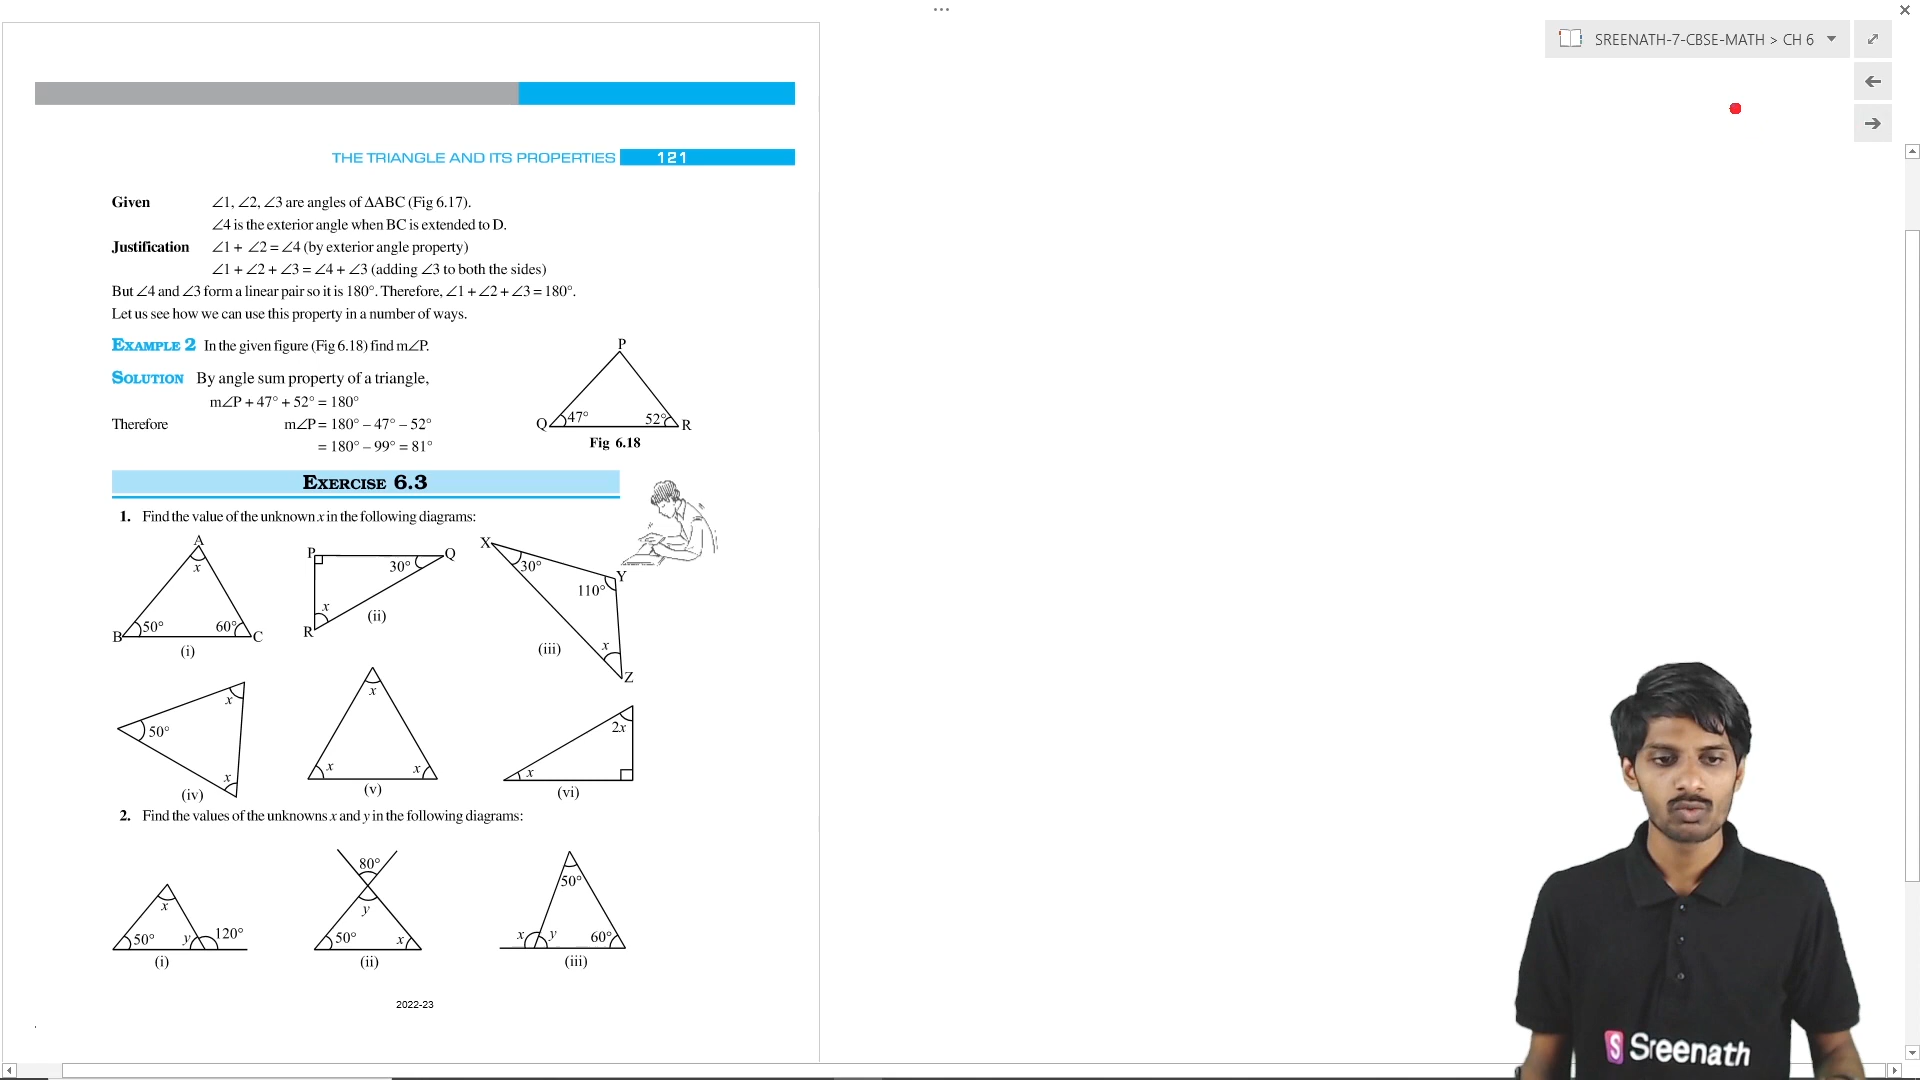 ...
SREENATH-7-CBSE-MATH > CH 6
THE TRIANGLE AND ITS PROPERTIES 121
Given ∠1, ∠2, ∠3 are angles of ΔABC (Fig 6.17).
∠4 is the exterior angle when BC is extended to D.
Justification ∠1 + ∠2 = ∠4 (by exterior angle property)
∠1 + ∠2 + ∠3 = ∠4 + ∠3 (adding ∠3 to both the sides)
But ∠4 and ∠3 form a linear pair so it is 180°. Therefore, ∠1 + ∠2 + ∠3 = 180°.
Let us see how we can use this property in a number of ways.
EXAMPLE 2 In the given figure (Fig 6.18) find m∠P.
SOLUTION By angle sum property of a triangle,
m∠P + 47° + 52° = 180°
Therefore m∠P = 180° – 47° – 52°
= 180° – 99° = 81°
P
Q 47° 52° R
Fig 6.18
EXERCISE 6.3
1. Find the value of the unknown x in the following diagrams:
A
x
B 50° 60° C
(i)
P Q
30°
x
R
(ii)
X
30°
Y
110°
x
Z
(iii)
x
50°
x
(iv)
x
x x
(v)
2x
x
(vi)
2. Find the values of the unknowns x and y in the following diagrams:
x
50° y 120°
(i)
80°
y
50° x
(ii)
50°
x y 60°
(iii)
2022-23
S Sreenath